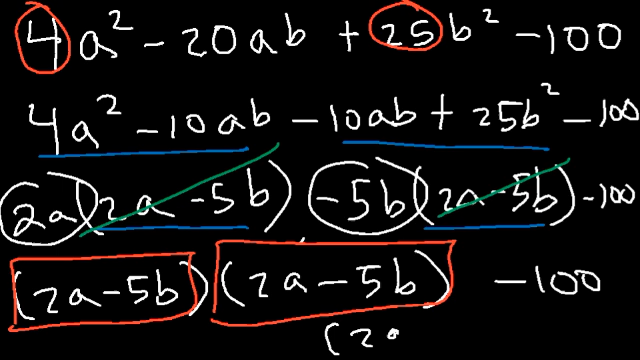 4a² - 20ab + 25b² - 100
4a² - 10ab - 10ab + 25b² - 100
2a(2a - 5b) - 5b(2a - 5b) - 100
(2a - 5b)(2a - 5b) - 100
(2a